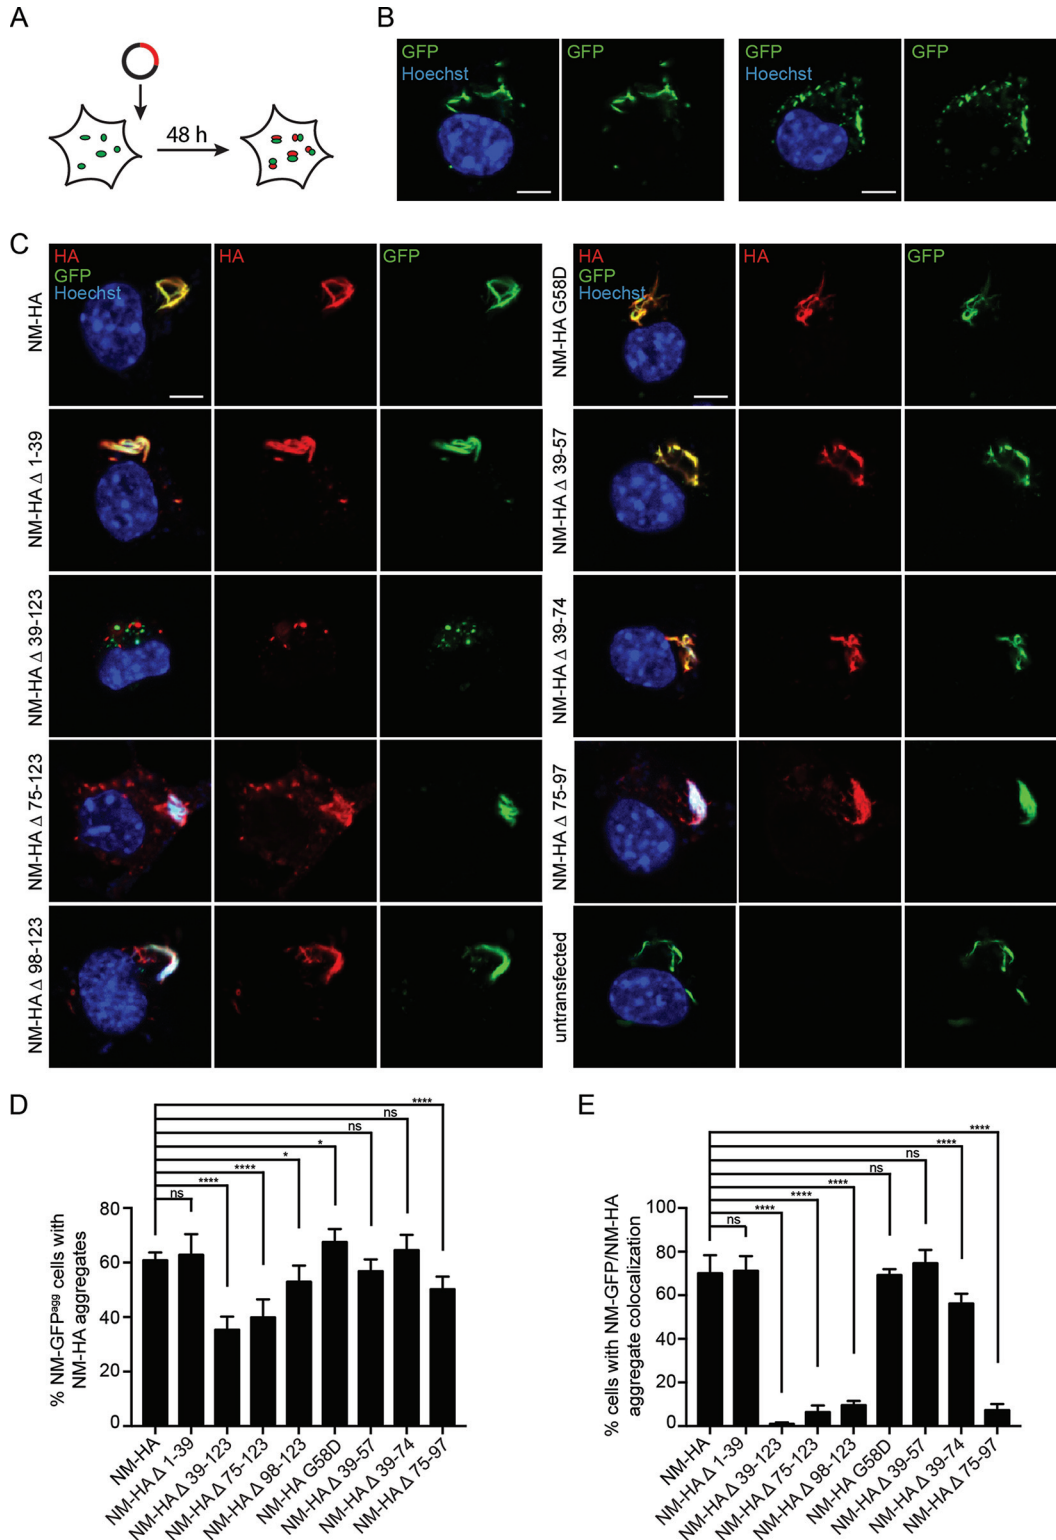 A
48 h
B
GFP
Hoechst
GFP
GFP
Hoechst
GFP
C
NM-HA
HA
GFP
Hoechst
HA
GFP
NM-HA G58D
HA
GFP
Hoechst
HA
GFP
NM-HA Δ 1-39
NM-HA Δ 39-57
NM-HA Δ 39-123
NM-HA Δ 39-74
NM-HA Δ 75-123
NM-HA Δ 75-97
NM-HA Δ 98-123
untransfected
D
% NM-GFPagg cells with
NM-HA aggregates
80
60
40
20
0
****
ns
ns
*
*
****
****
ns
NM-HA
NM-HA Δ 1-39
NM-HA Δ 39-123
NM-HA Δ 75-123
NM-HA Δ 98-123
NM-HA G58D
NM-HA Δ 39-57
NM-HA Δ 39-74
NM-HA Δ 75-97
E
% cells with NM-GFP/NM-HA
aggregate colocalization
100
80
60
40
20
0
****
****
ns
ns
****
****
****
ns
NM-HA
NM-HA Δ 1-39
NM-HA Δ 39-123
NM-HA Δ 75-123
NM-HA Δ 98-123
NM-HA G58D
NM-HA Δ 39-57
NM-HA Δ 39-74
NM-HA Δ 75-97